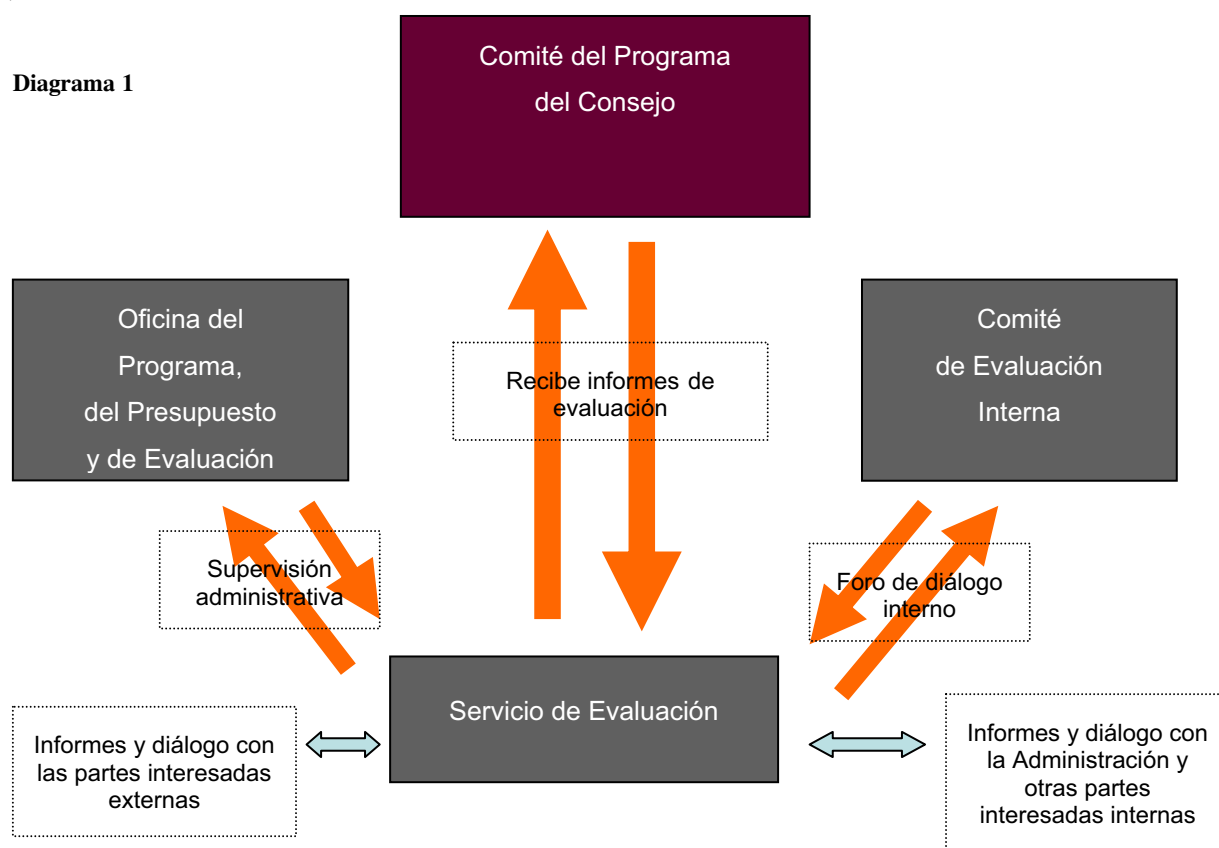 Diagrama 1
Comité del Programa
del Consejo
Oficina del
Programa,
del Presupuesto
y de Evaluación
Comité
de Evaluación
Interna
Recibe informes de
evaluación
Supervisión
administrativa
Foro de diálogo
interno
Servicio de Evaluación
Informes y diálogo con
las partes interesadas
externas
Informes y diálogo con
la Administración y
otras partes
interesadas internas